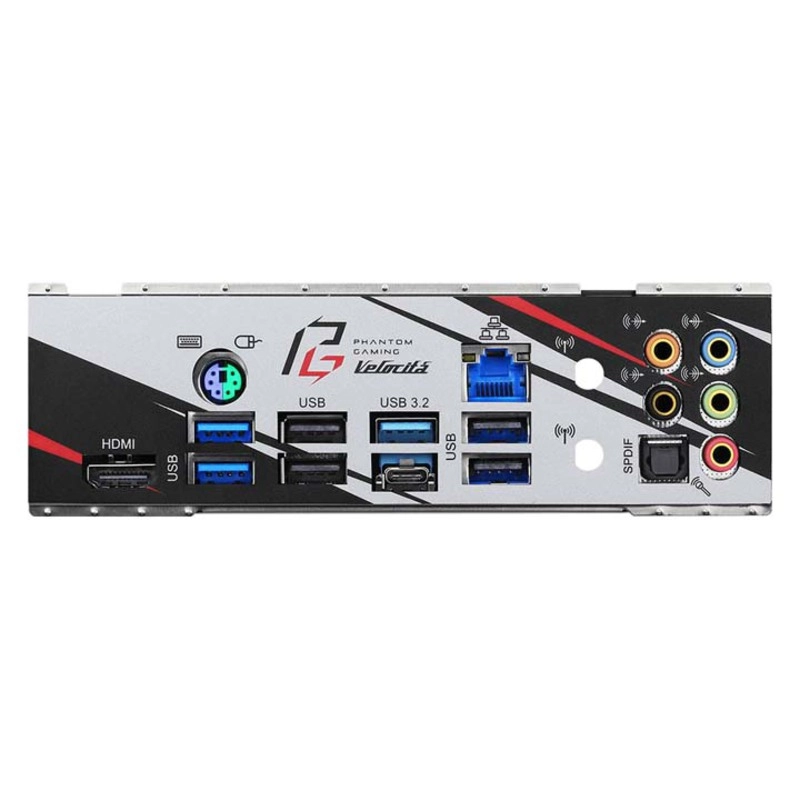 PHANTOM
GAMING
Velocità
HDMI
USB
USB
USB 3.2
USB
SPDIF